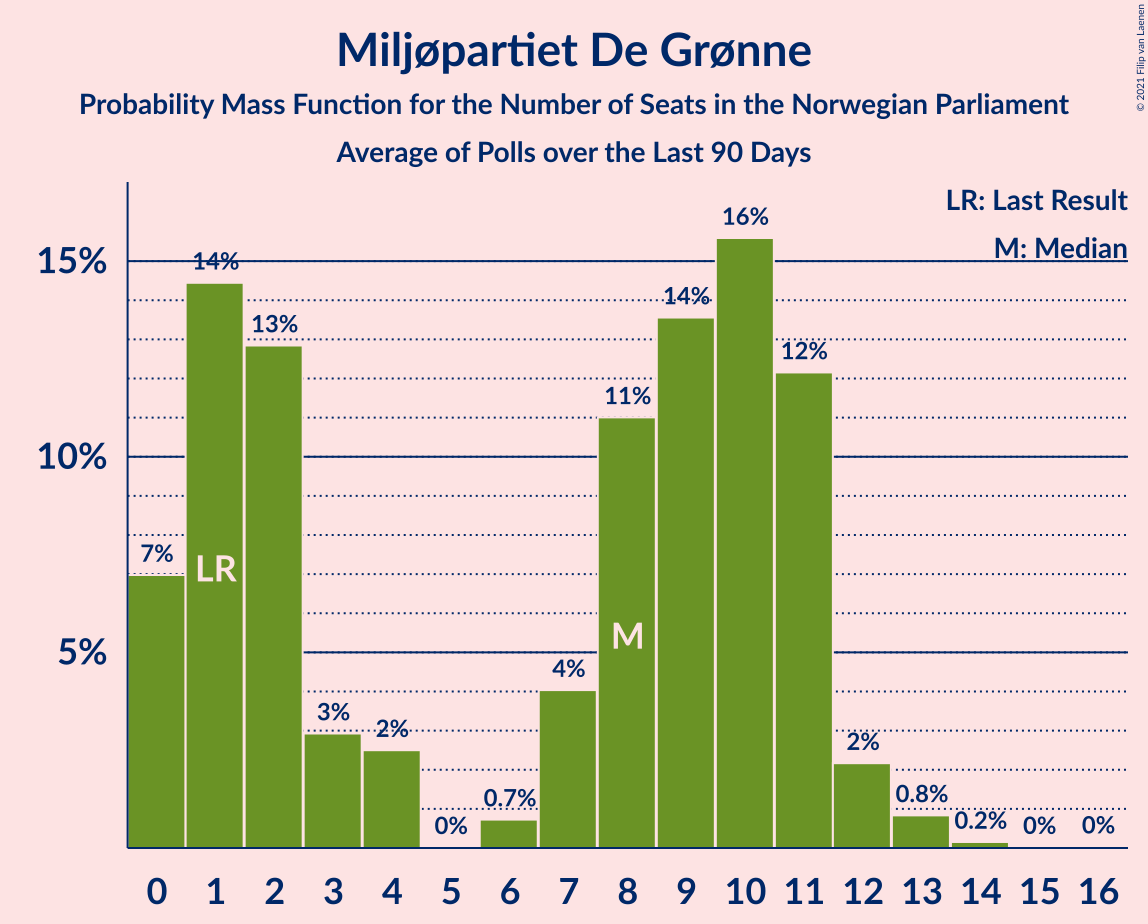 Miljøpartiet De Grønne
Probability Mass Function for the Number of Seats in the Norwegian Parliament
Average of Polls over the Last 90 Days
© 2021 Filip van Laenen
LR: Last Result
M: Median
15%
10%
5%
7%
14%
13%
3%
2%
0%
0.7%
4%
11%
14%
16%
12%
2%
0.8%
0.2%
0%
0%
LR
M
0 1 2 3 4 5 6 7 8 9 10 11 12 13 14 15 16